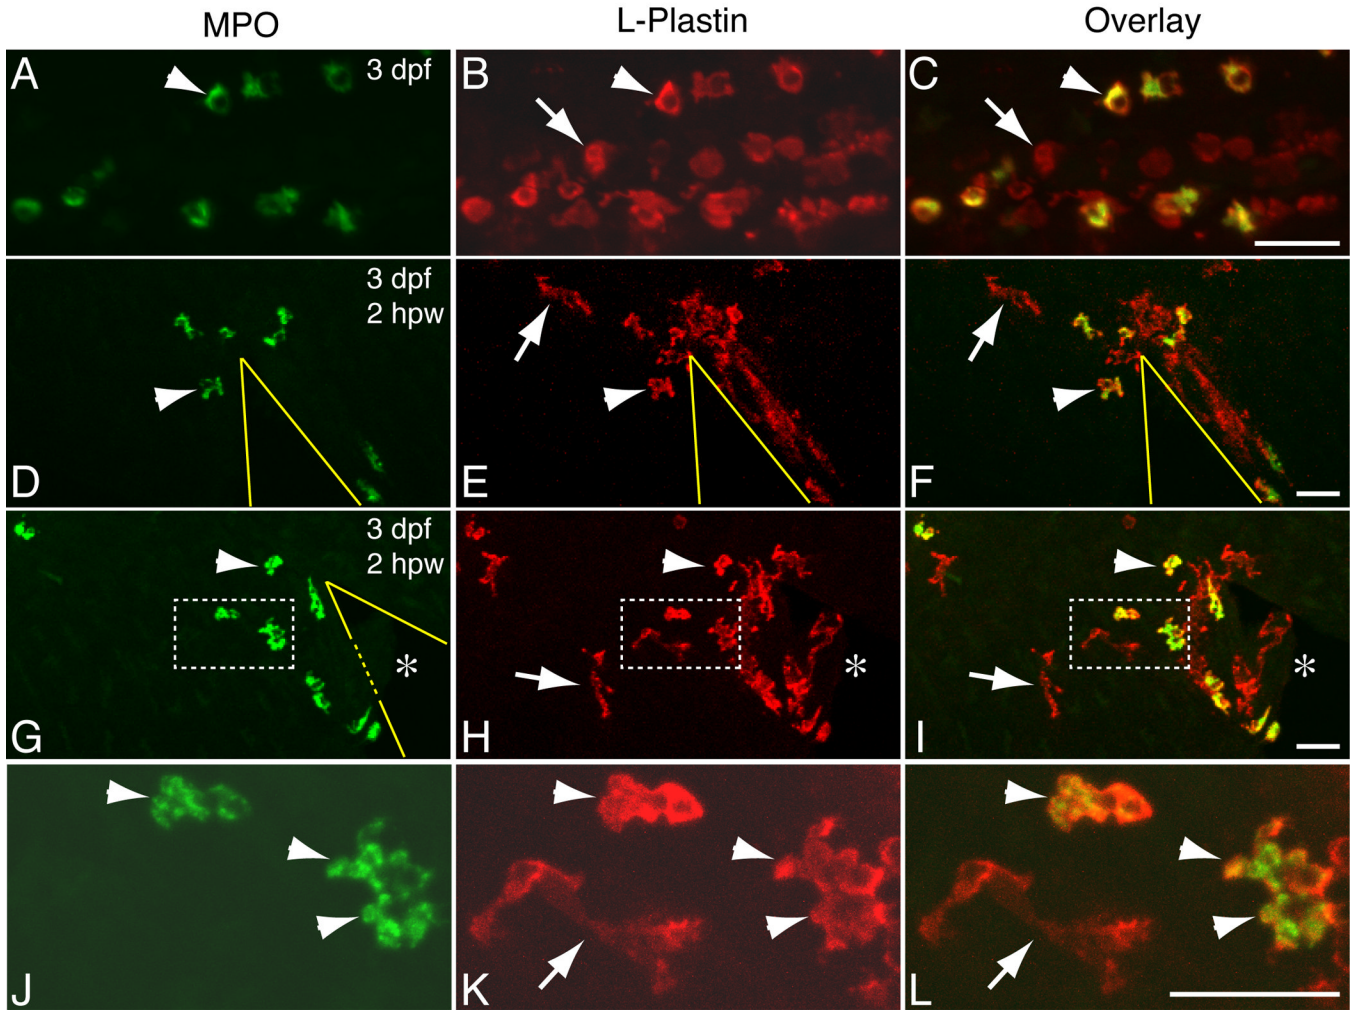 MPO L-Plastin Overlay
A 3 dpf B C
D 3 dpf E F
2 hpw
G 3 dpf H I
2 hpw
* * *
J K L